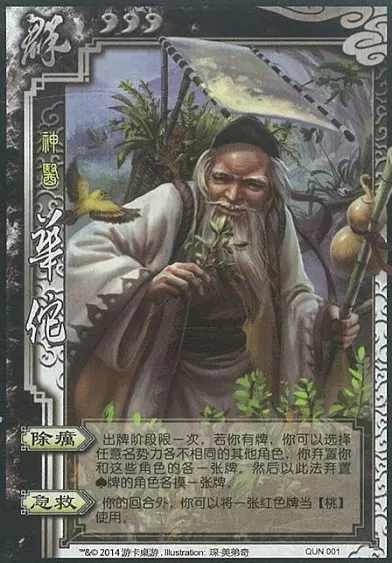 群
神醫
華佗
除癘
出牌阶段限一次，若你有牌，你可以选择
任意名势力各不相同的其他角色，你弃置你
和这些角色的各一张牌。然后以此法弃置
♠牌的角色各摸一张牌。
急救
你的回合外，你可以将一张红色牌当【桃】
使用。
™&© 2014 游卡桌游, Illustration: 琛·美弟奇
QUN 001